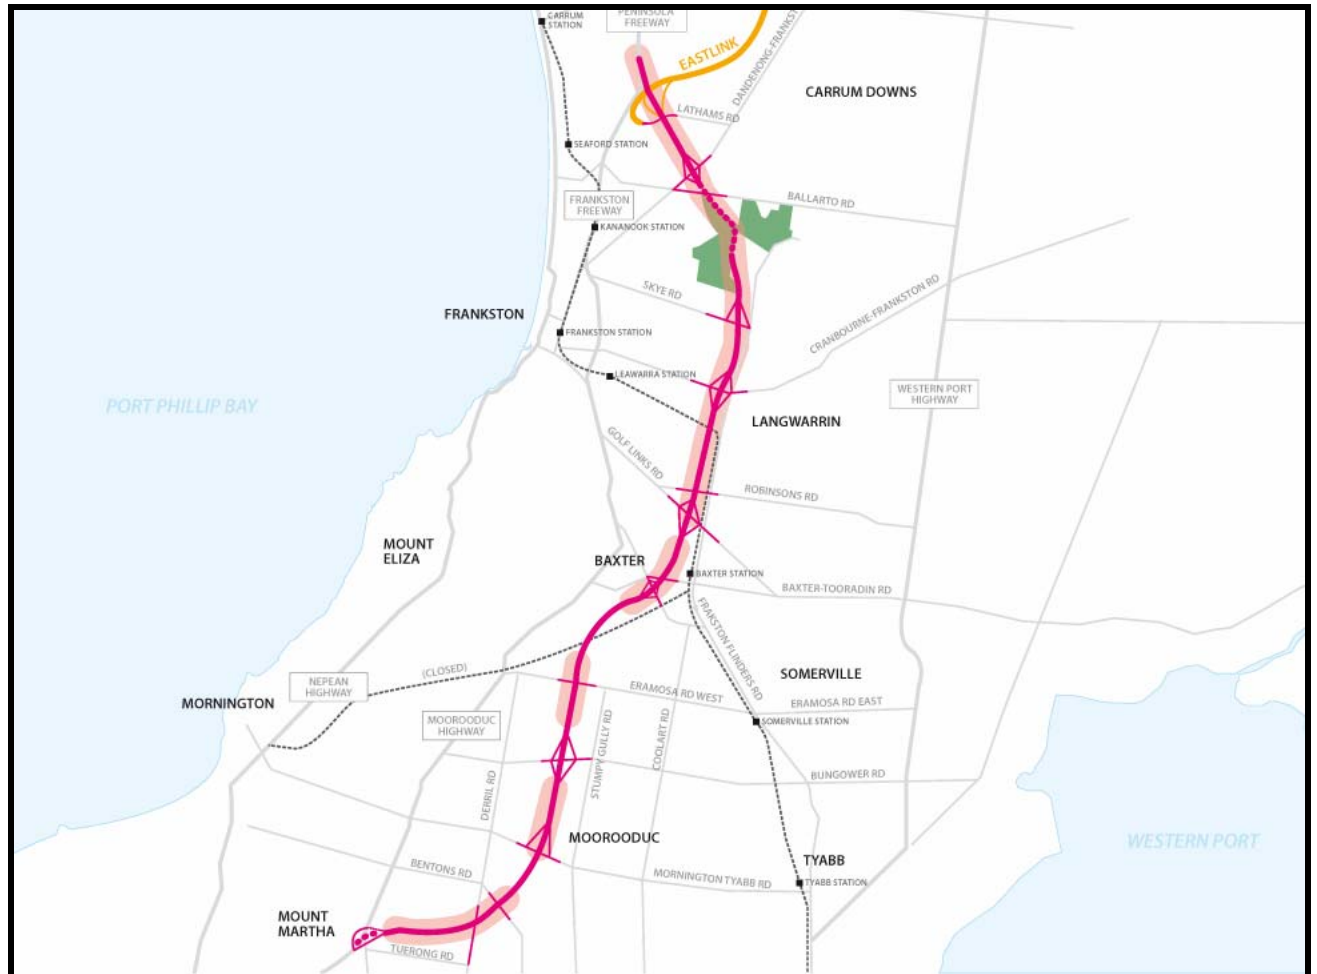 CARRUM
STATION
PENINSULA
FREEWAY
EASTLINK
DANDENONG-FRANKST
CARRUM DOWNS
LATHAMS RD
SEAFORD STATION
BALLARTO RD
FRANKSTON
FREEWAY
KANANOOK STATION
SKYE RD
CRANBOURNE-FRANKSTON RD
FRANKSTON
FRANKSTON STATION
LEAWARRA STATION
WESTERN PORT
HIGHWAY
PORT PHILLIP BAY
LANGWARRIN
GOLF LINKS RD
ROBINSONS RD
MOUNT
ELIZA
BAXTER
BAXTER STATION
BAXTER-TOORADIN RD
FRAKSTON FLINDERS RD
(CLOSED)
SOMERVILLE
NEPEAN
HIGHWAY
ERAMOSA RD WEST
ERAMOSA RD EAST
MORNINGTON
SOMERVILLE STATION
MOOROODUC
HIGHWAY
STUMPY GULLY RD
COOLART RD
DERRIL RD
BUNGOWER RD
MOOROODUC
WESTERN PORT
TYABB
BENTONS RD
MORNINGTON TYABB RD
TYABB STATION
MOUNT
MARTHA
TUERONG RD